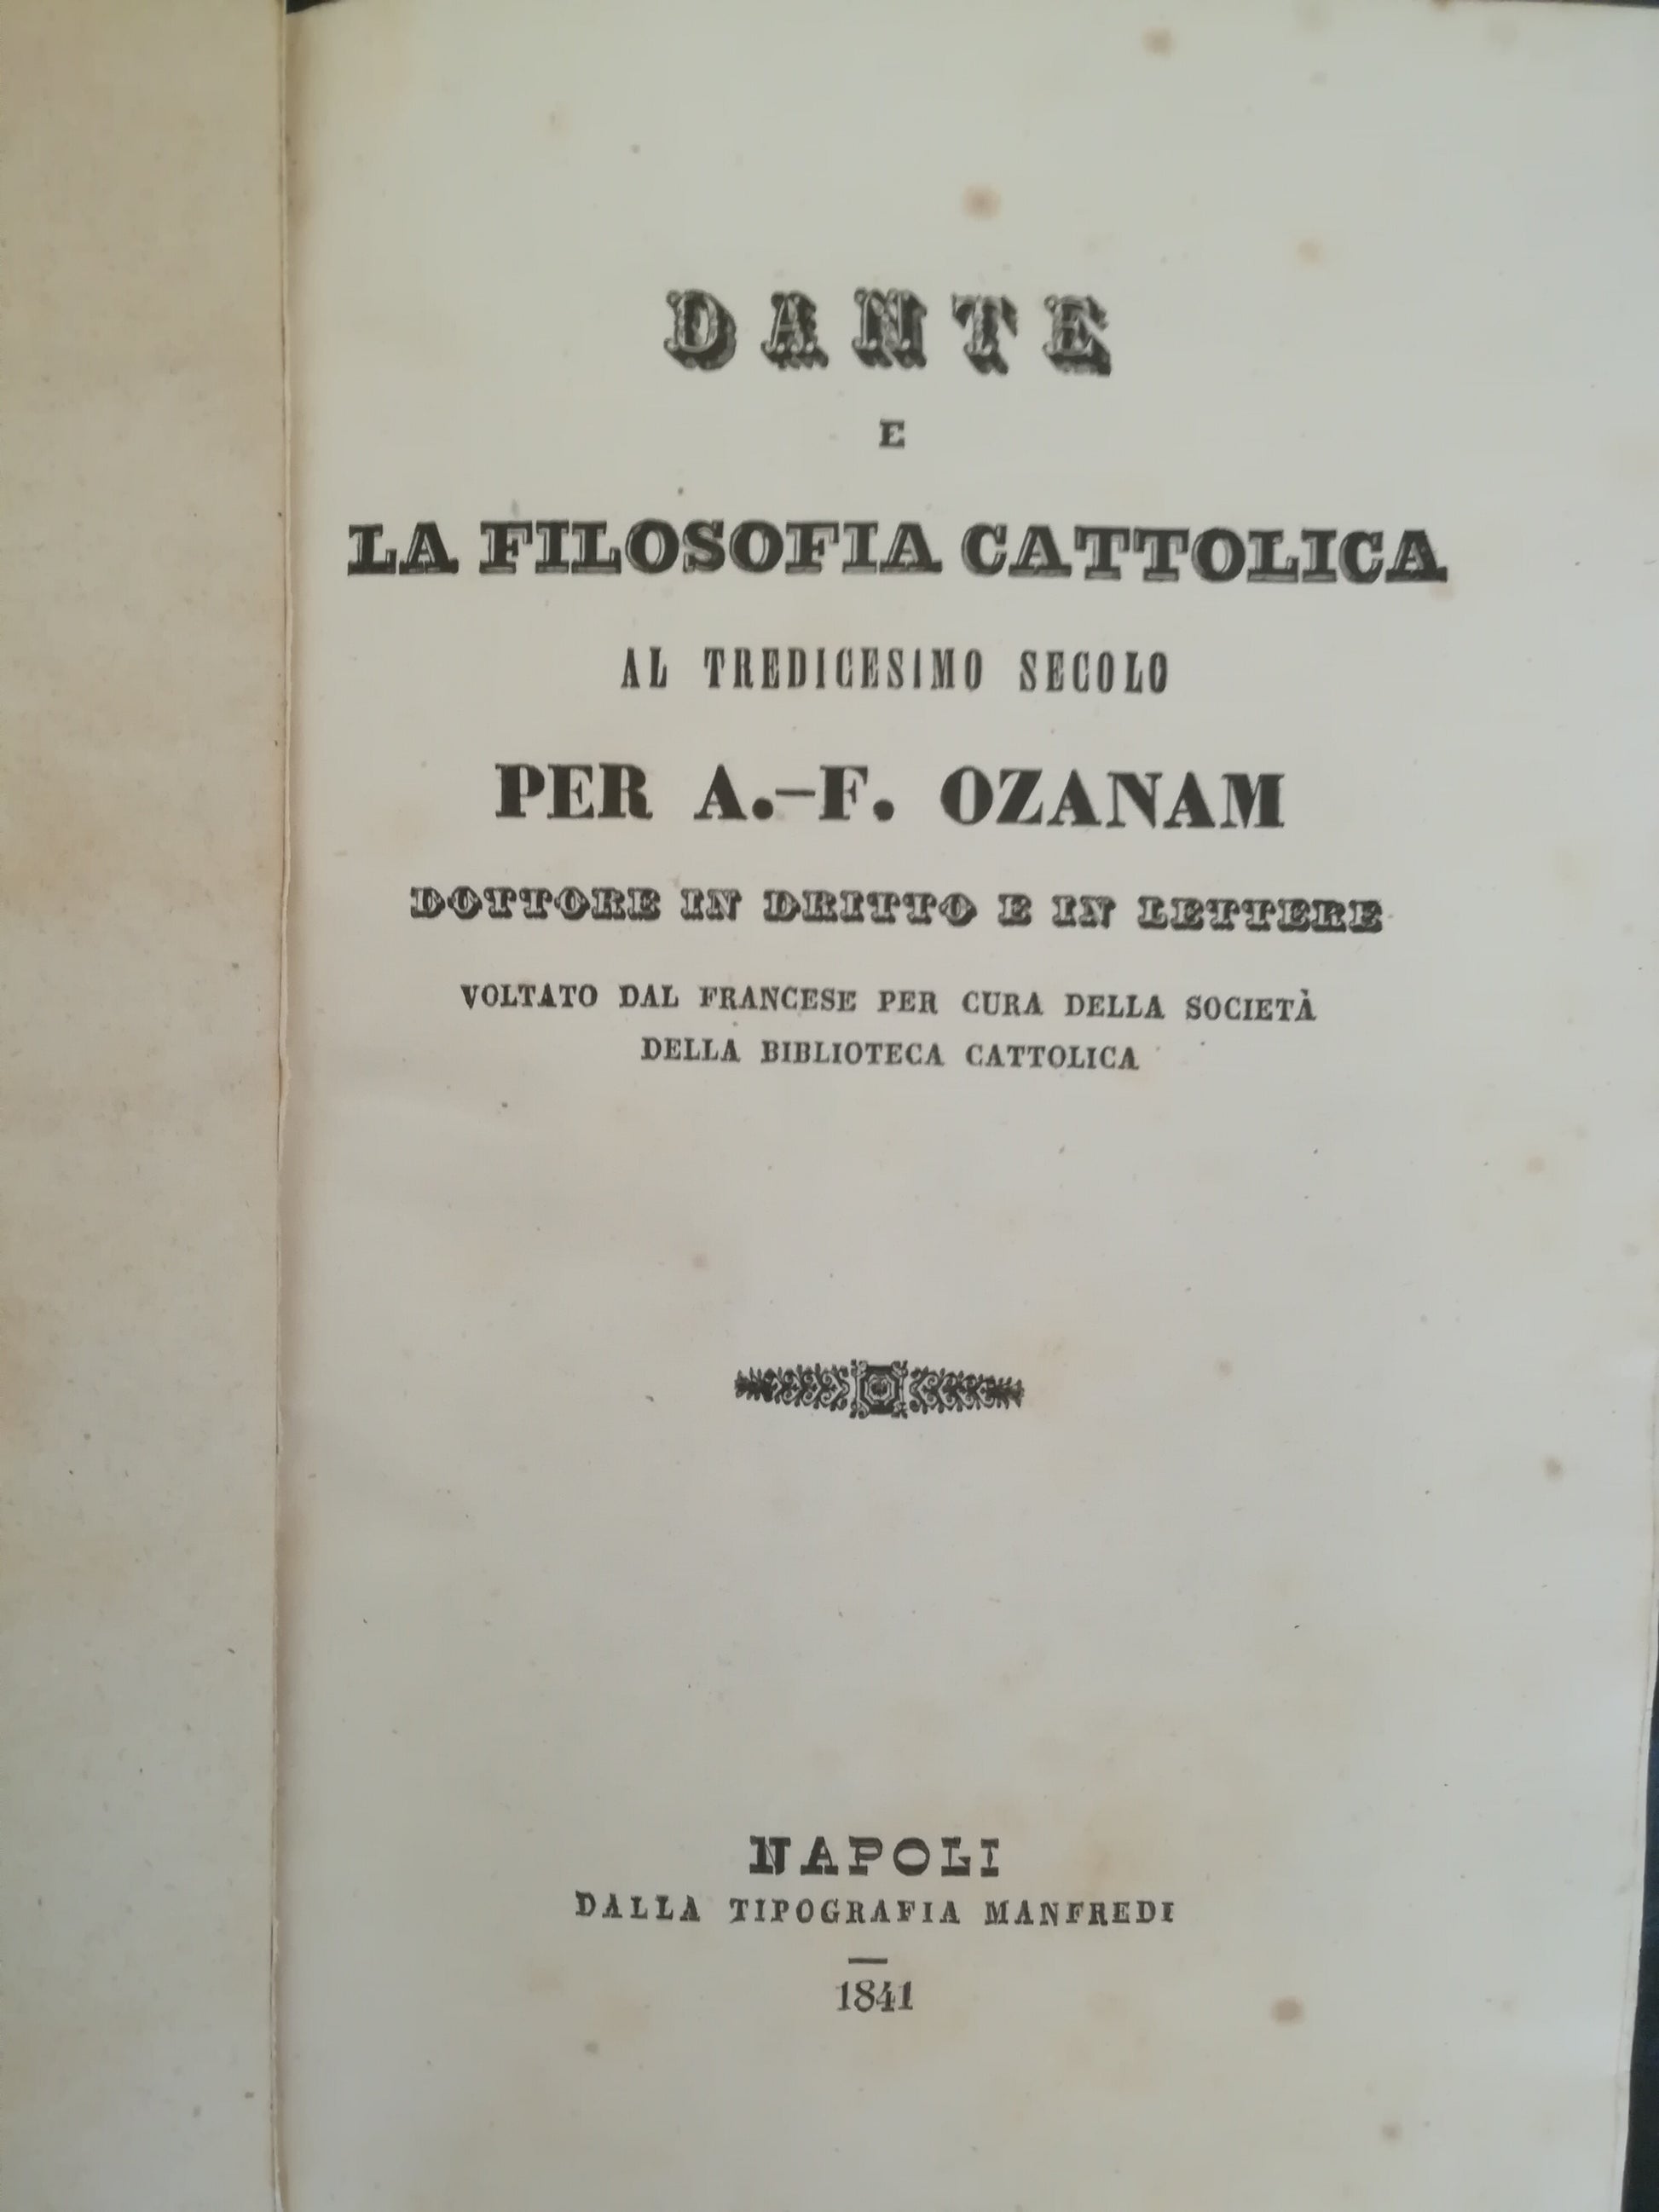 DANTE
E
LA FILOSOFIA CATTOLICA
AL TREDICESIMO SECOLO
PER A.-F. OZANAM
DOTTORE IN DRITTO E IN LETTERE
VOLTATO DAL FRANCESE PER CURA DELLA SOCIETÀ
DELLA BIBLIOTECA CATTOLICA
NAPOLI
DALLA TIPOGRAFIA MANFREDI
1841